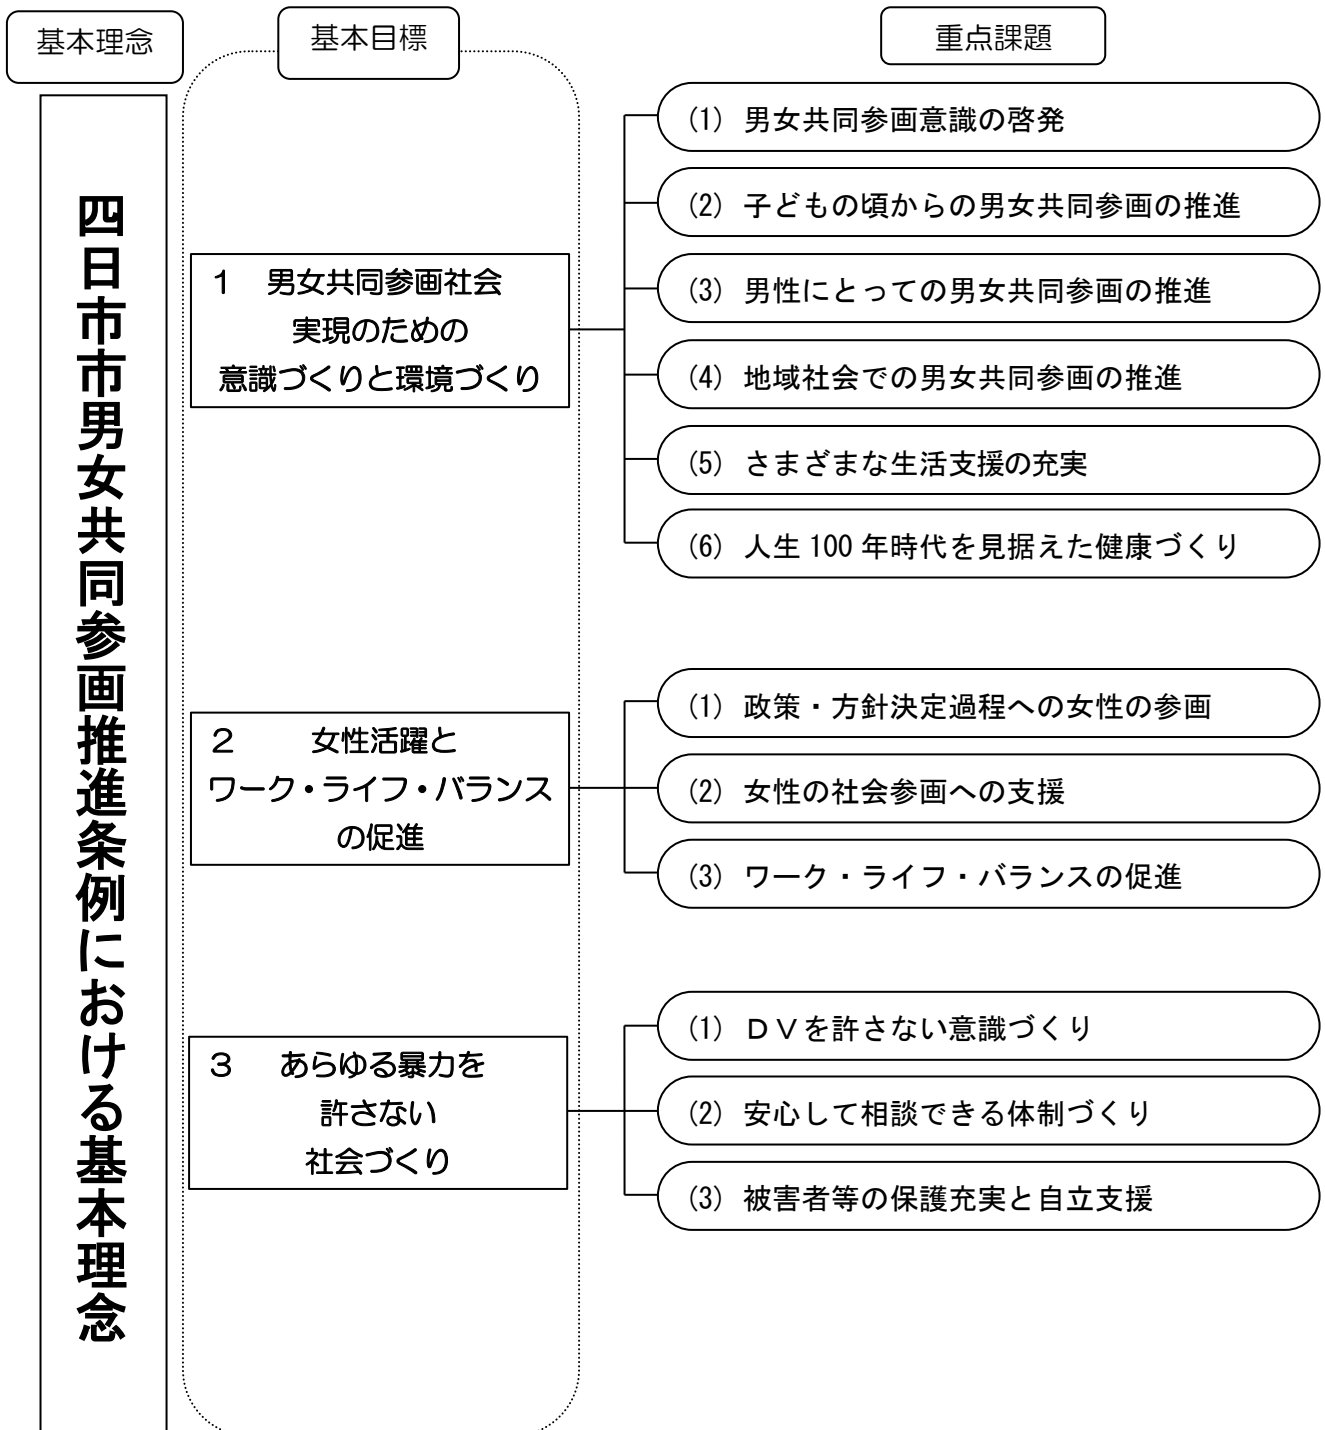 基本理念
基本目標
重点課題
四日市市男女共同参画推進条例における基本理念
１　男女共同参画社会
実現のための
意識づくりと環境づくり
(1) 男女共同参画意識の啓発
(2) 子どもの頃からの男女共同参画の推進
(3) 男性にとっての男女共同参画の推進
(4) 地域社会での男女共同参画の推進
(5) さまざまな生活支援の充実
(6) 人生 100 年時代を見据えた健康づくり
２　女性活躍と
ワーク・ライフ・バランス
の促進
(1) 政策・方針決定過程への女性の参画
(2) 女性の社会参画への支援
(3) ワーク・ライフ・バランスの促進
３　あらゆる暴力を
許さない
社会づくり
(1) ＤＶを許さない意識づくり
(2) 安心して相談できる体制づくり
(3) 被害者等の保護充実と自立支援